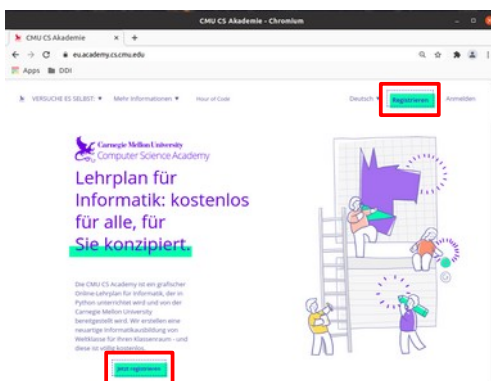 CMU CS Akademie - Chromium
CMU CS Akademie
eu.academy.cs.cmu.edu
Apps DDI
VERSUCHE ES SELBST: Mehr Informationen Hour of Code Deutsch Registrieren Anmelden
Carnegie Mellon University
Computer Science Academy
Lehrplan für
Informatik: kostenlos
für alle, für
Sie konzipiert.
Die CMU CS Academy ist ein grafischer
Online-Lehrplan für Informatik, der in
Python unterrichtet wird und von der
Carnegie Mellon University
bereitgestellt wird. Wir erstellen eine
neuartige Informatikausbildung von
Weltklasse für Ihren Klassenraum - und
diese ist völlig kostenlos.
Jetzt registrieren